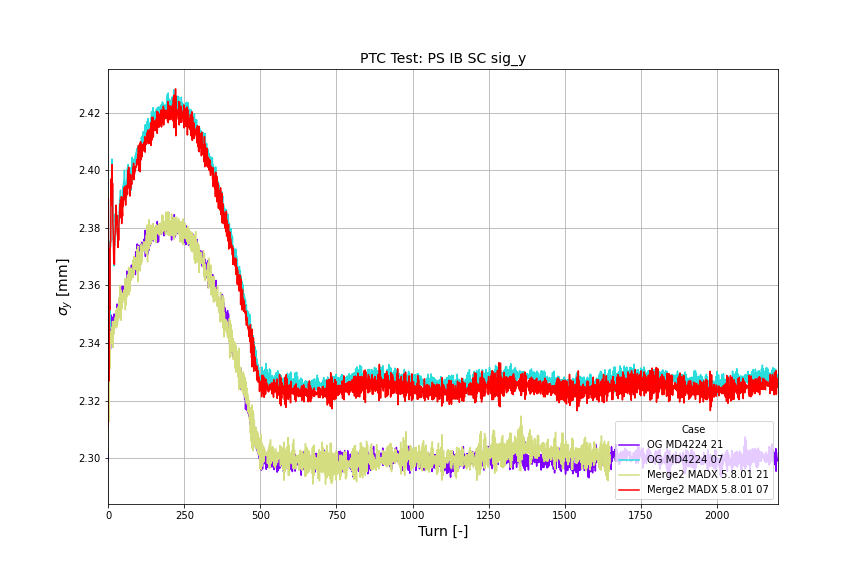 PTC Test: PS IB SC sig_y
2.42
2.40
2.38
2.36
2.34
2.32
2.30
σy [mm]
0 250 500 750 1000 1250 1500 1750 2000
Turn [-]
Case
OG MD4224 21
OG MD4224 07
Merge2 MADX 5.8.01 21
Merge2 MADX 5.8.01 07